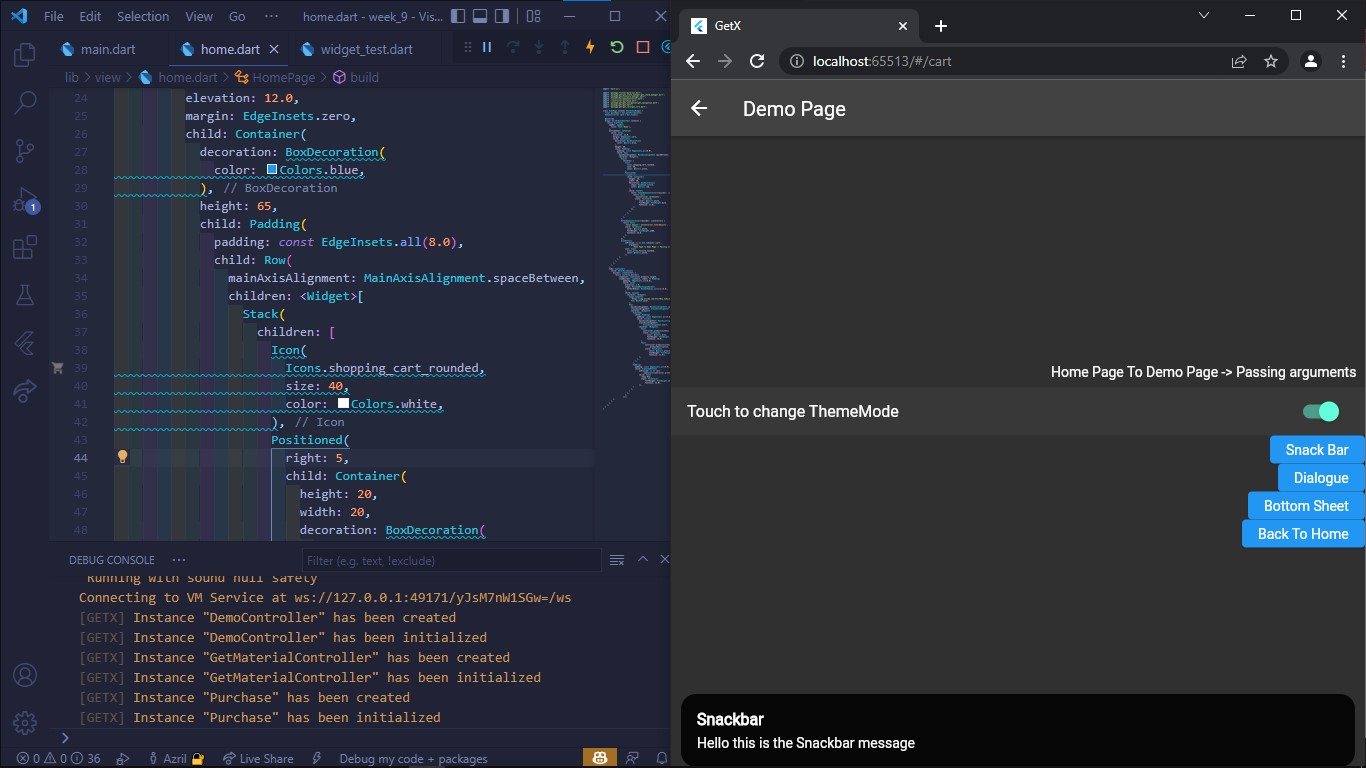 File Edit Selection View Go ··· home.dart - week_9 - Vis...
main.dart home.dart widget_test.dart
lib > view > home.dart > HomePage > build
24 elevation: 12.0,
25 margin: EdgeInsets.zero,
26 child: Container(
27 decoration: BoxDecoration(
28 color: Colors.blue,
29 ), // BoxDecoration
30 height: 65,
31 child: Padding(
32 padding: const EdgeInsets.all(8.0),
33 child: Row(
34 mainAxisAlignment: MainAxisAlignment.spaceBetween,
35 children: <Widget>[
36 Stack(
37 children: [
38 Icon(
39 Icons.shopping_cart_rounded,
40 size: 40,
41 color: Colors.white,
42 ), // Icon
43 Positioned(
44 right: 5,
45 child: Container(
46 height: 20,
47 width: 20,
48 decoration: BoxDecoration(
1
DEBUG CONSOLE ··· Filter (e.g. text, !exclude)
Running with sound null safety
Connecting to VM Service at ws://127.0.0.1:49171/yJsM7nW1SGw=/ws
[GETX] Instance "DemoController" has been created
[GETX] Instance "DemoController" has been initialized
[GETX] Instance "GetMaterialController" has been created
[GETX] Instance "GetMaterialController" has been initialized
[GETX] Instance "Purchase" has been created
[GETX] Instance "Purchase" has been initialized
0 0 36 Azril Live Share Debug my code + packages
GetX
localhost:65513/#/cart
Demo Page
Home Page To Demo Page -> Passing arguments
Touch to change ThemeMode
Snack Bar
Dialogue
Bottom Sheet
Back To Home
Snackbar
Hello this is the Snackbar message